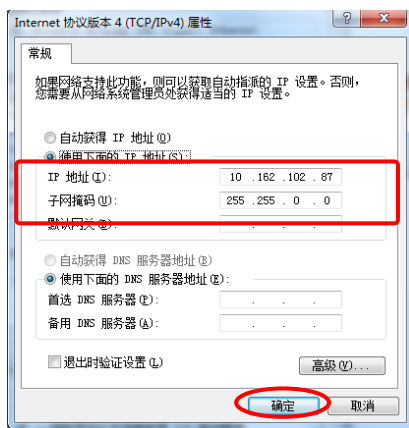 Internet 协议版本 4 (TCP/IPv4) 属性
常规
如果网络支持此功能，则可以获取自动指派的 IP 设置。否则，
您需要从网络系统管理员处获得适当的 IP 设置。
自动获得 IP 地址(O)
使用下面的 IP 地址(S):
IP 地址(I): 10 .162 .102 .87
子网掩码(U): 255 .255 . 0 . 0
默认网关(D): . . .
自动获得 DNS 服务器地址(B)
使用下面的 DNS 服务器地址(E):
首选 DNS 服务器(P): . . .
备用 DNS 服务器(A): . . .
退出时验证设置(L)
高级(V)...
确定 取消